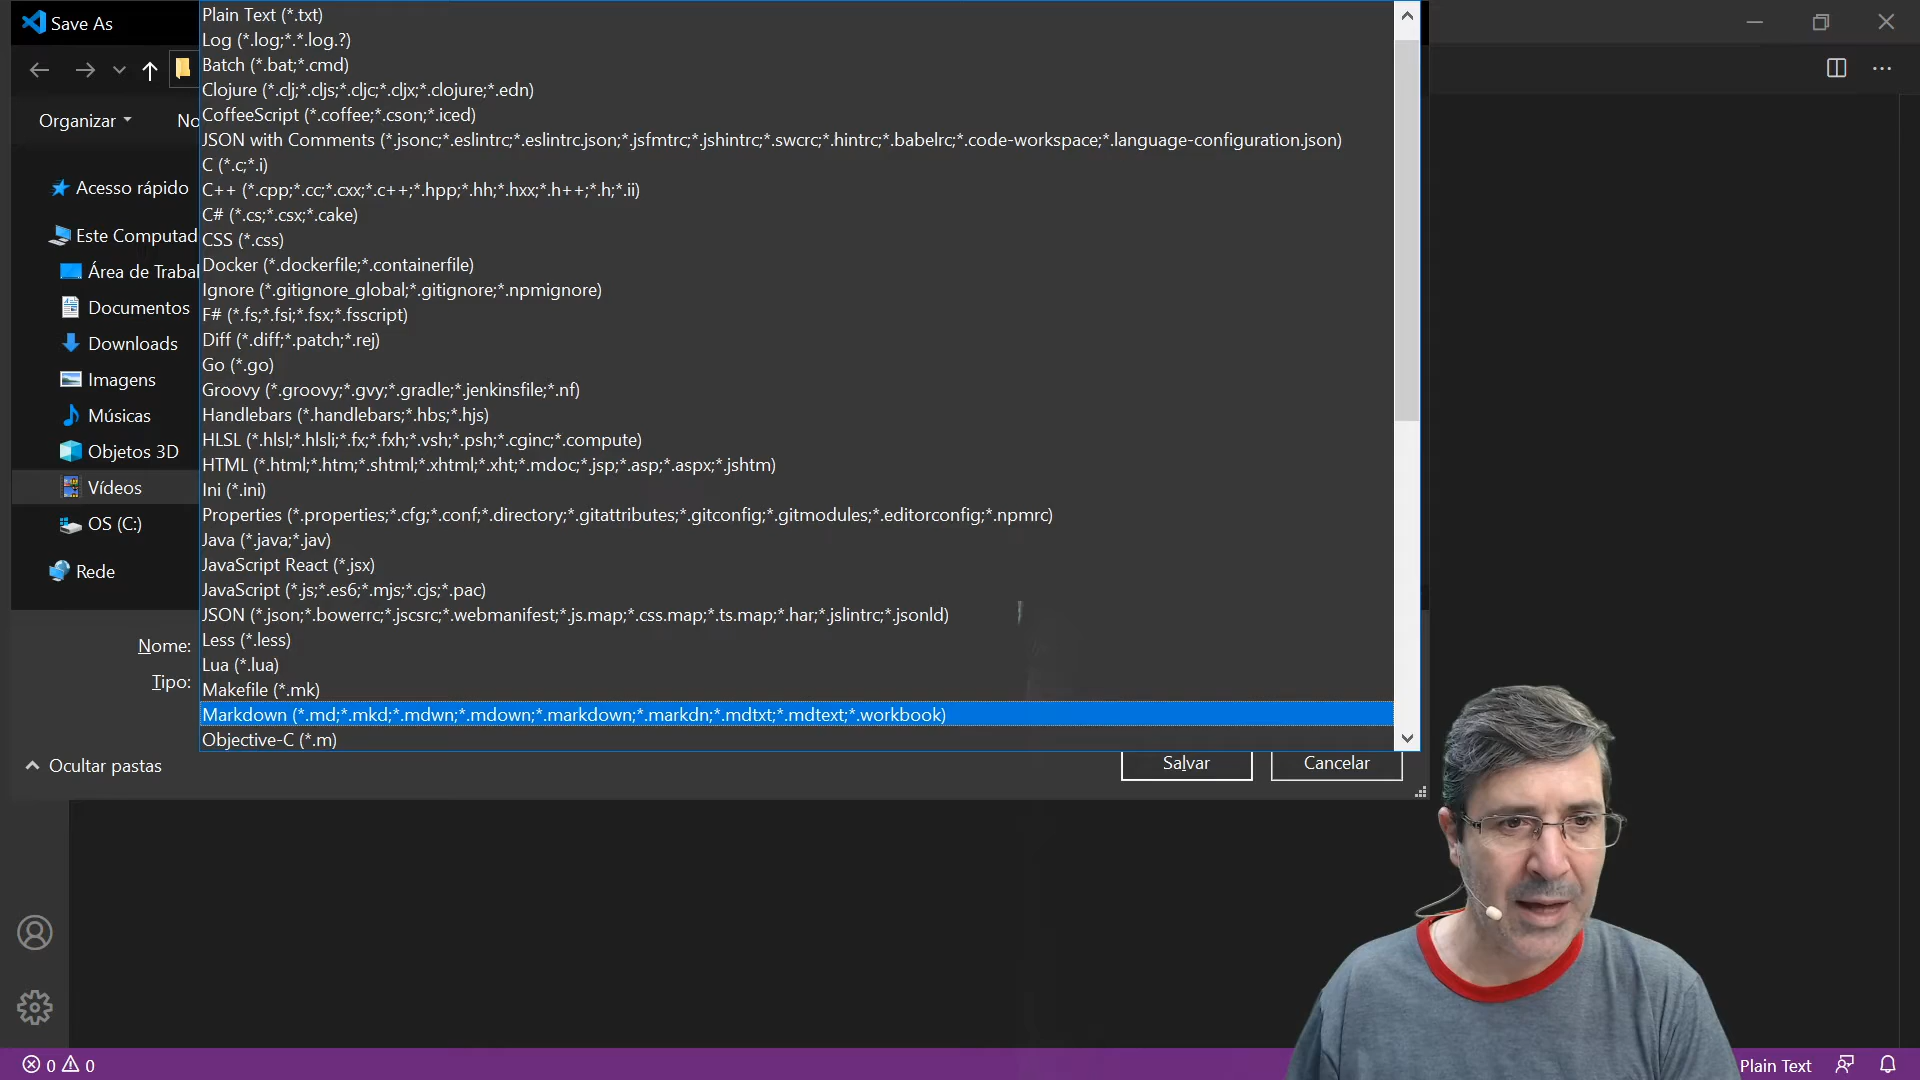 Save As
Plain Text (*.txt)
Log (*.log;*.*.log.?)
Batch (*.bat;*.cmd)
Clojure (*.clj;*.cljs;*.cljc;*.cljx;*.clojure;*.edn)
CoffeeScript (*.coffee;*.cson;*.iced)
JSON with Comments (*.jsonc;*.eslintrc;*.eslintrc.json;*.jsfmtrc;*.jshintrc;*.swcrc;*.hintrc;*.babelrc;*.code-workspace;*.language-configuration.json)
C (*.c;*.i)
C++ (*.cpp;*.cc;*.cxx;*.c++;*.hpp;*.hh;*.hxx;*.h++;*.h;*.ii)
C# (*.cs;*.csx;*.cake)
CSS (*.css)
Docker (*.dockerfile;*.containerfile)
Ignore (*.gitignore_global;*.gitignore;*.npmignore)
F# (*.fs;*.fsi;*.fsx;*.fsscript)
Diff (*.diff;*.patch;*.rej)
Go (*.go)
Groovy (*.groovy;*.gvy;*.gradle;*.jenkinsfile;*.nf)
Handlebars (*.handlebars;*.hbs;*.hjs)
HLSL (*.hlsl;*.hlsli;*.fx;*.fxh;*.vsh;*.psh;*.cginc;*.compute)
HTML (*.html;*.htm;*.shtml;*.xhtml;*.xht;*.mdoc;*.jsp;*.asp;*.aspx;*.jshtm)
Ini (*.ini)
Properties (*.properties;*.cfg;*.conf;*.directory;*.gitattributes;*.gitconfig;*.gitmodules;*.editorconfig;*.npmrc)
Java (*.java;*.jav)
JavaScript React (*.jsx)
JavaScript (*.js;*.es6;*.mjs;*.cjs;*.pac)
JSON (*.json;*.bowerrc;*.jscsrc;*.webmanifest;*.js.map;*.css.map;*.ts.map;*.har;*.jslintrc;*.jsonld)
Less (*.less)
Lua (*.lua)
Makefile (*.mk)
Markdown (*.md;*.mkd;*.mdwn;*.mdown;*.markdown;*.markdn;*.mdtxt;*.mdtext;*.workbook)
Objective-C (*.m)
Organizar No
Acesso rápido
Este Computad
Área de Trabal
Documentos
Downloads
Imagens
Músicas
Objetos 3D
Vídeos
OS (C:)
Rede
Nome:
Tipo:
Ocultar pastas
Salvar Cancelar
0 0
Plain Text